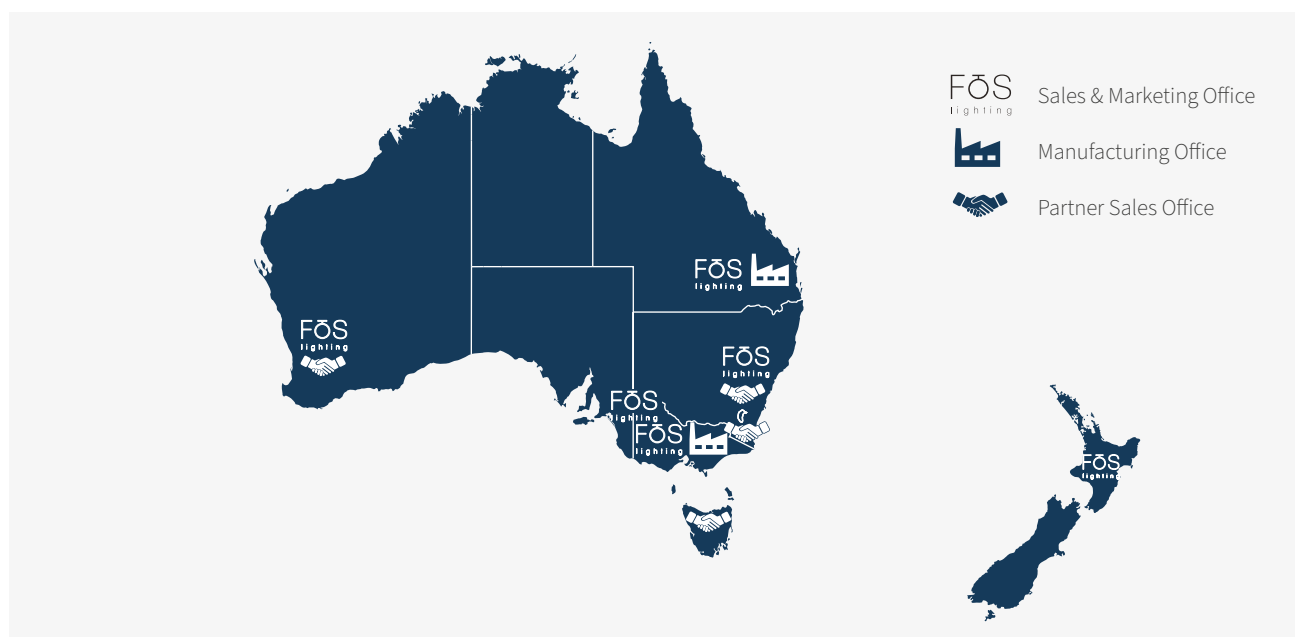 FōS
lighting
Sales & Marketing Office
Manufacturing Office
Partner Sales Office
FōS
lighting
FōS
lighting
FōS
lighting
FōS
lighting
FōS
lighting
FōS
lighting